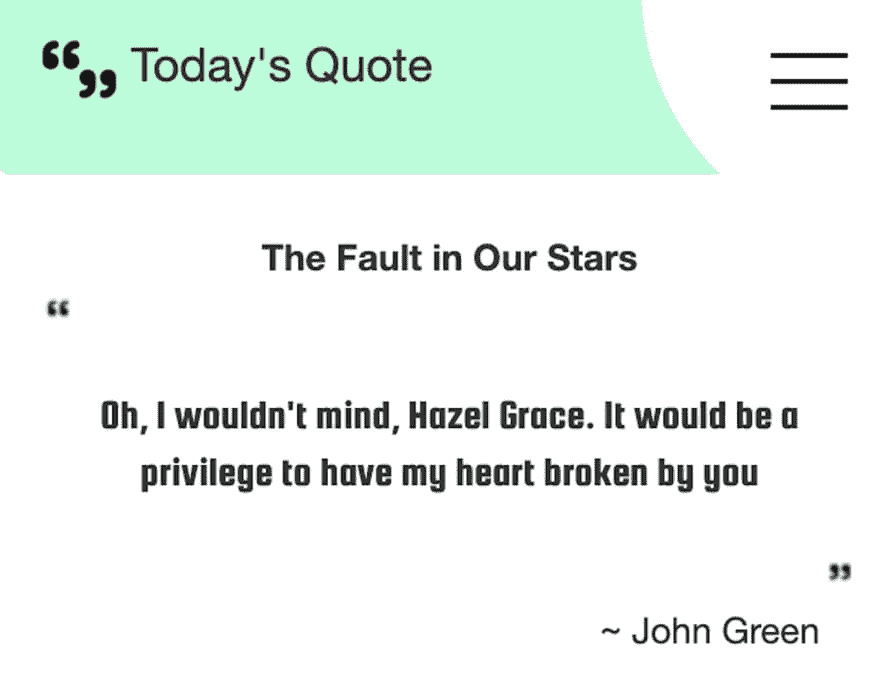 Today's Quote
The Fault in Our Stars
“
Oh, I wouldn't mind, Hazel Grace. It would be a
privilege to have my heart broken by you
”
~ John Green